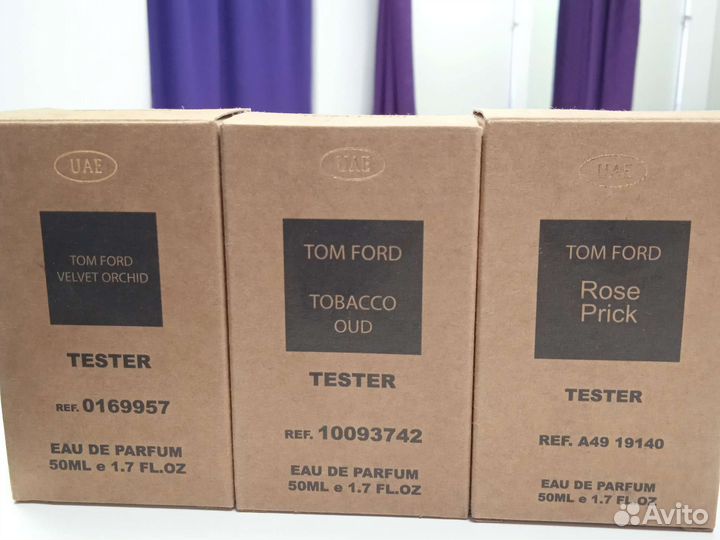 UAE
TOM FORD
VELVET ORCHID
TESTER
REF. 0169957
EAU DE PARFUM
50ML e 1.7 FL.OZ
UAE
TOM FORD
TOBACCO
OUD
TESTER
REF. 10093742
EAU DE PARFUM
50ML e 1.7 FL.OZ
UAE
TOM FORD
Rose
Prick
TESTER
REF. A49 19140
EAU DE PARFUM
50ML e 1.7 FL.OZ
Avito